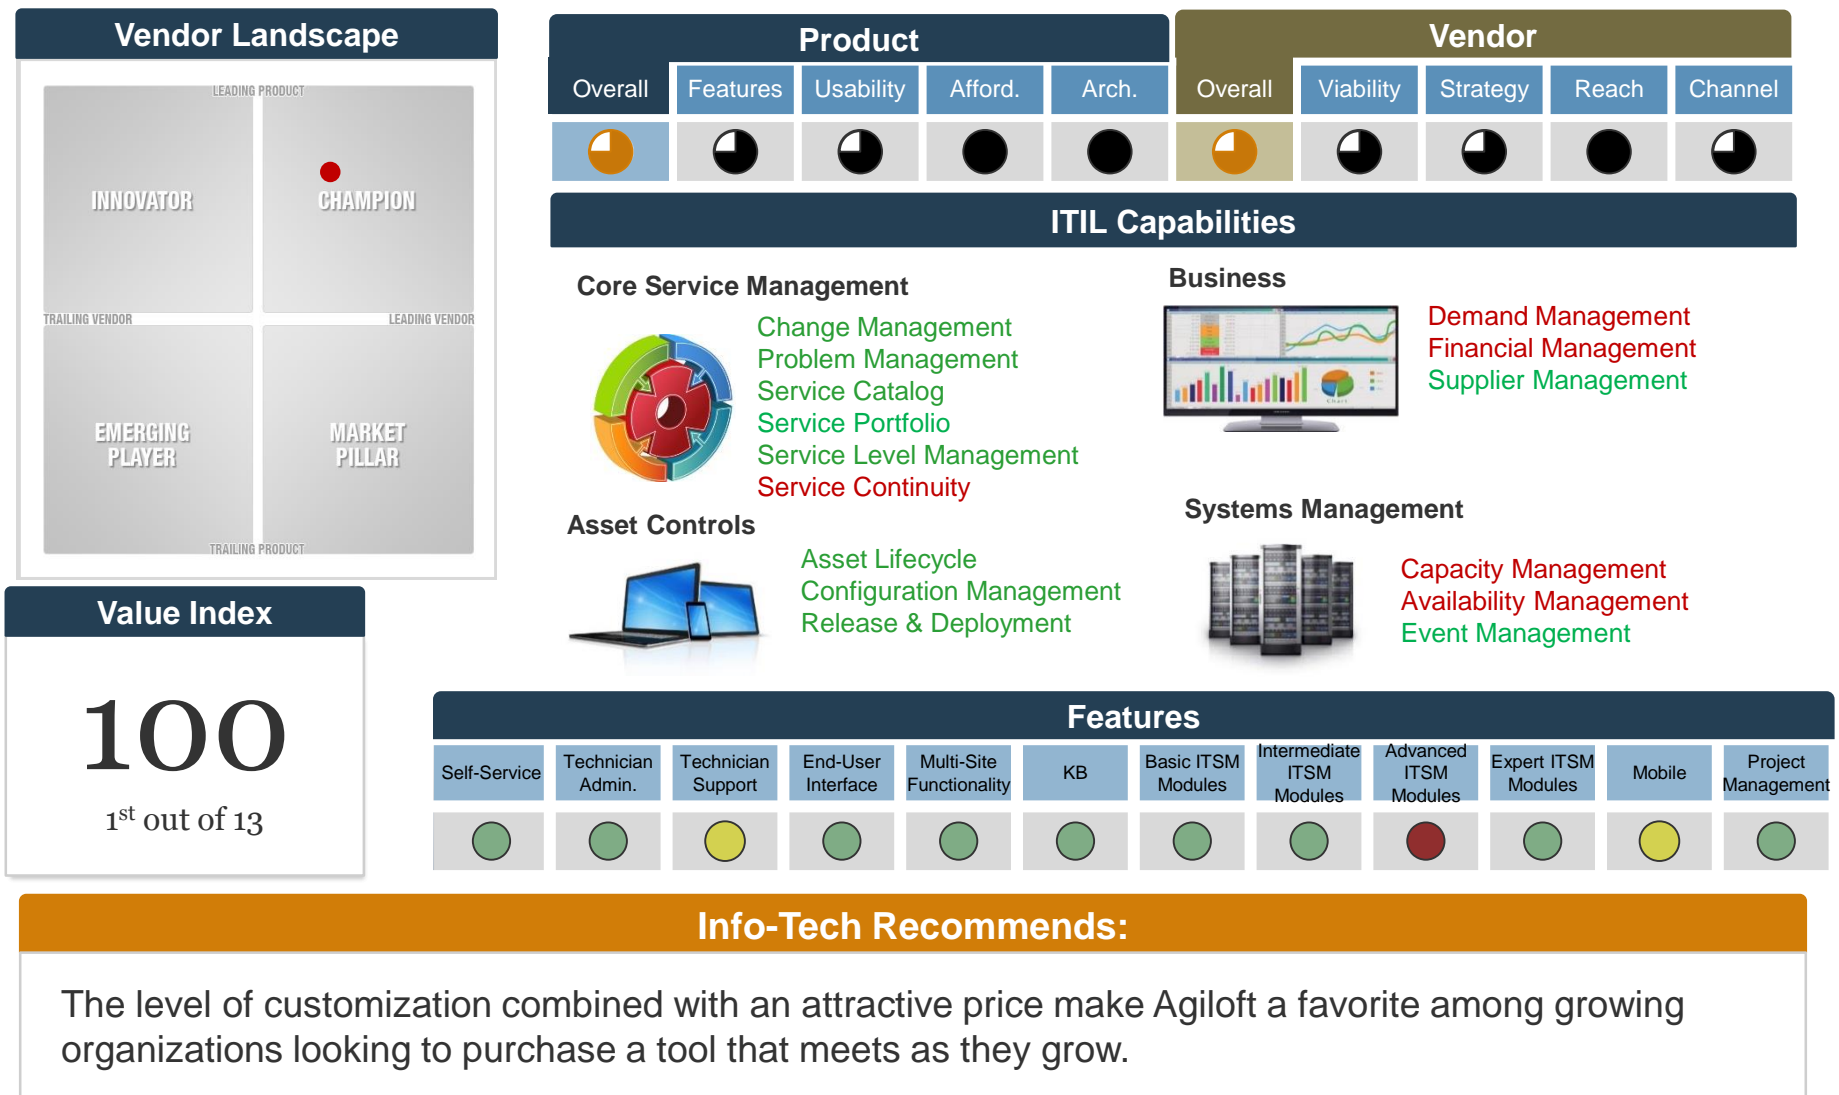 Vendor Landscape
LEADING PRODUCT
INNOVATOR
CHAMPION
TRAILING VENDOR
LEADING VENDOR
EMERGING
PLAYER
MARKET
PILLAR
TRAILING PRODUCT
Product
Vendor
Overall
Features
Usability
Afford.
Arch.
Overall
Viability
Strategy
Reach
Channel
ITIL Capabilities
Core Service Management
Change Management
Problem Management
Service Catalog
Service Portfolio
Service Level Management
Service Continuity
Business
Chart
Demand Management
Financial Management
Supplier Management
Asset Controls
Asset Lifecycle
Configuration Management
Release & Deployment
Systems Management
Capacity Management
Availability Management
Event Management
Value Index
100
1st out of 13
Features
Self-Service
Technician
Admin.
Technician
Support
End-User
Interface
Multi-Site
Functionality
KB
Basic ITSM
Modules
Intermediate
ITSM
Modules
Advanced
ITSM
Modules
Expert ITSM
Modules
Mobile
Project
Management
Info-Tech Recommends:
The level of customization combined with an attractive price make Agiloft a favorite among growing
organizations looking to purchase a tool that meets as they grow.